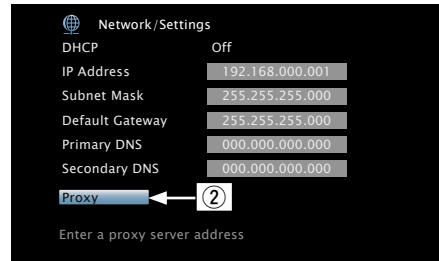 Network/Settings
DHCP Off
IP Address 192.168.000.001
Subnet Mask 255.255.255.000
Default Gateway 255.255.255.000
Primary DNS 000.000.000.000
Secondary DNS 000.000.000.000
Proxy ②
Enter a proxy server address